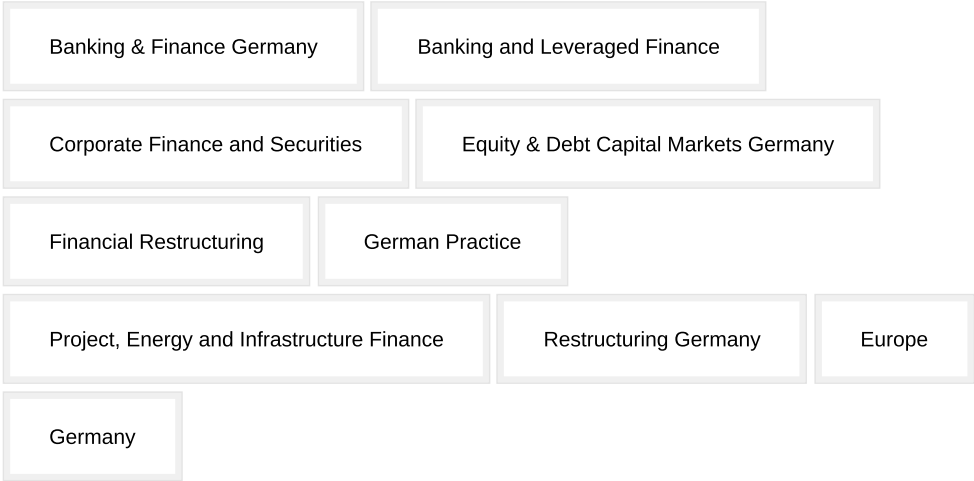 Banking & Finance Germany
Banking and Leveraged Finance
Corporate Finance and Securities
Equity & Debt Capital Markets Germany
Financial Restructuring
German Practice
Project, Energy and Infrastructure Finance
Restructuring Germany
Europe
Germany